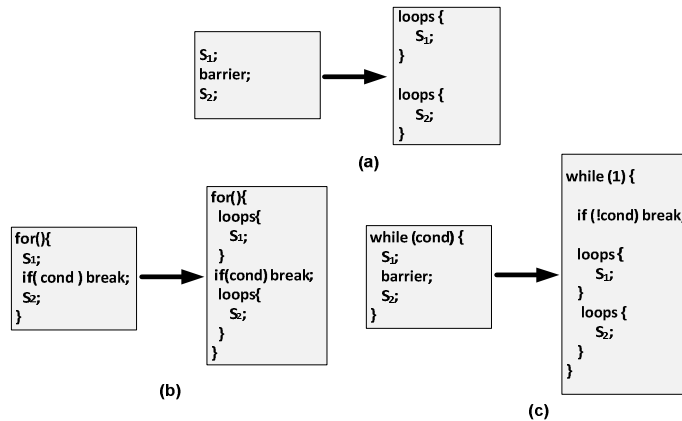 S₁;
barrier;
S₂;
loops {
S₁;
}
loops {
S₂;
}
(a)
for(){
S₁;
if( cond ) break;
S₂;
}
for(){
loops{
S₁;
}
if(cond) break;
loops{
S₂;
}
}
(b)
while (cond) {
S₁;
barrier;
S₂;
}
while (1) {
if (!cond) break;
loops {
S₁;
}
loops {
S₂;
}
}
(c)